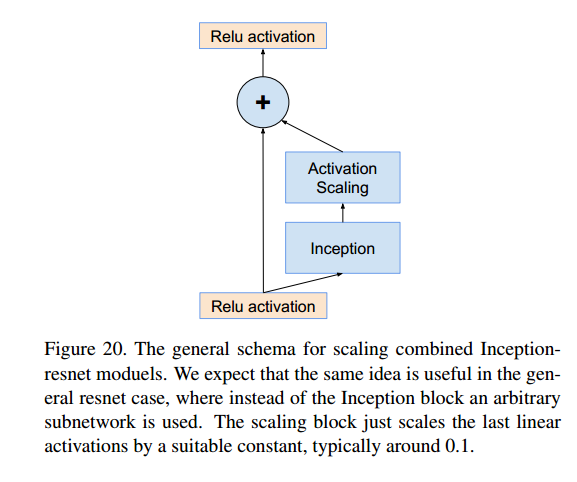 Relu activation
+
Activation
Scaling
Inception
Relu activation
Figure 20. The general schema for scaling combined Inception-
resnet moduels. We expect that the same idea is useful in the gen-
eral resnet case, where instead of the Inception block an arbitrary
subnetwork is used. The scaling block just scales the last linear
activations by a suitable constant, typically around 0.1.